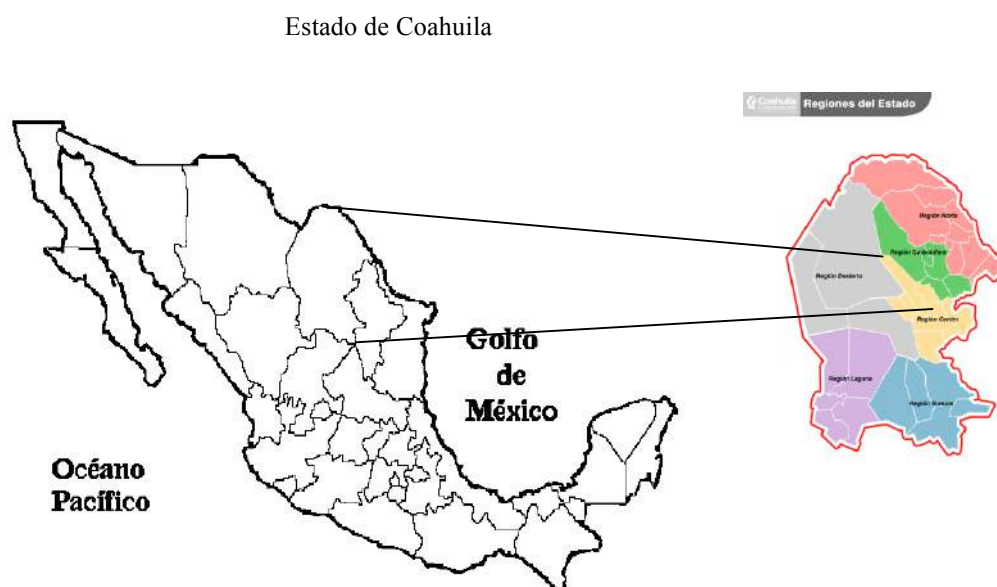 Estado de Coahuila
Coahuila
Regiones del Estado
Región Norte
Región Carbonífera
Región Desierto
Región Centro
Región Laguna
Región Sureste
Golfo
de
México
Océano
Pacífico